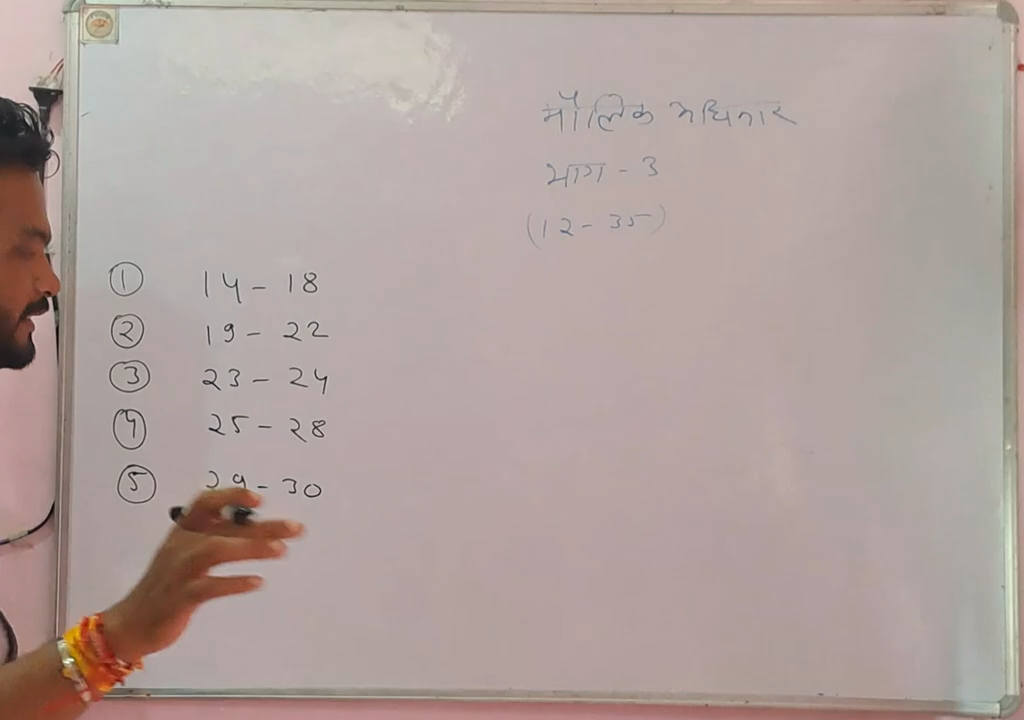 मौलिक अधिकार
भाग - 3
(12 - 35)
① 14 - 18
② 19 - 22
③ 23 - 24
④ 25 - 28
⑤ 29 - 30